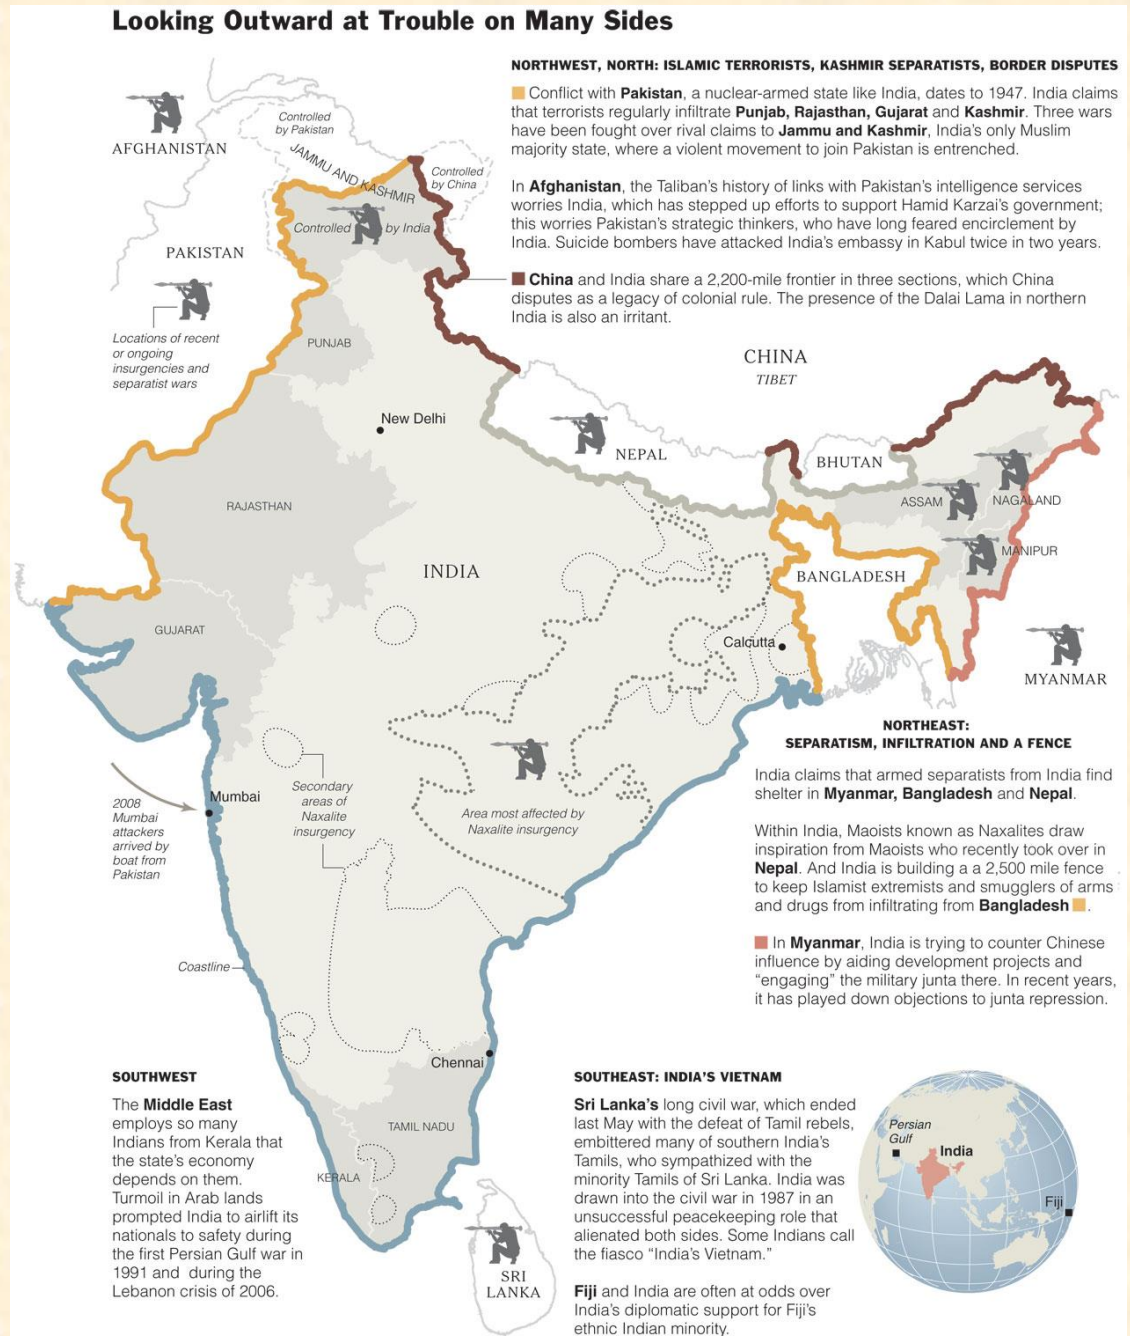 Looking Outward at Trouble on Many Sides
NORTHWEST, NORTH: ISLAMIC TERRORISTS, KASHMIR SEPARATISTS, BORDER DISPUTES
Conflict with Pakistan, a nuclear-armed state like India, dates to 1947. India claims
that terrorists regularly infiltrate Punjab, Rajasthan, Gujarat and Kashmir. Three wars
have been fought over rival claims to Jammu and Kashmir, India's only Muslim
majority state, where a violent movement to join Pakistan is entrenched.
In Afghanistan, the Taliban's history of links with Pakistan's intelligence services
worries India, which has stepped up efforts to support Hamid Karzai's government;
this worries Pakistan's strategic thinkers, who have long feared encirclement by
India. Suicide bombers have attacked India's embassy in Kabul twice in two years.
China and India share a 2,200-mile frontier in three sections, which China
disputes as a legacy of colonial rule. The presence of the Dalai Lama in northern
India is also an irritant.
AFGHANISTAN
Controlled
by Pakistan
JAMMU AND KASHMIR
Controlled
by China
Controlled by India
PAKISTAN
Locations of recent
or ongoing
insurgencies and
separatist wars
PUNJAB
CHINA
TIBET
New Delhi
NEPAL
BHUTAN
RAJASTHAN
ASSAM
NAGALAND
MANIPUR
INDIA
BANGLADESH
GUJARAT
Calcutta
MYANMAR
NORTHEAST:
SEPARATISM, INFILTRATION AND A FENCE
India claims that armed separatists from India find
shelter in Myanmar, Bangladesh and Nepal.
Within India, Maoists known as Naxalites draw
inspiration from Maoists who recently took over in
Nepal. And India is building a a 2,500 mile fence
to keep Islamist extremists and smugglers of arms
and drugs from infiltrating from Bangladesh .
In Myanmar, India is trying to counter Chinese
influence by aiding development projects and
"engaging" the military junta there. In recent years,
it has played down objections to junta repression.
Mumbai
2008
Mumbai
attackers
arrived by
boat from
Pakistan
Secondary
areas of
Naxalite
insurgency
Area most affected by
Naxalite insurgency
Coastline
Chennai
TAMIL NADU
KERALA
SRI
LANKA
SOUTHWEST
The Middle East
employs so many
Indians from Kerala that
the state's economy
depends on them.
Turmoil in Arab lands
prompted India to airlift its
nationals to safety during
the first Persian Gulf war in
1991 and during the
Lebanon crisis of 2006.
SOUTHEAST: INDIA'S VIETNAM
Sri Lanka's long civil war, which ended
last May with the defeat of Tamil rebels,
embittered many of southern India's
Tamils, who sympathized with the
minority Tamils of Sri Lanka. India was
drawn into the civil war in 1987 in an
unsuccessful peacekeeping role that
alienated both sides. Some Indians call
the fiasco "India's Vietnam."
Fiji and India are often at odds over
India's diplomatic support for Fiji's
ethnic Indian minority.
Persian
Gulf
India
Fiji